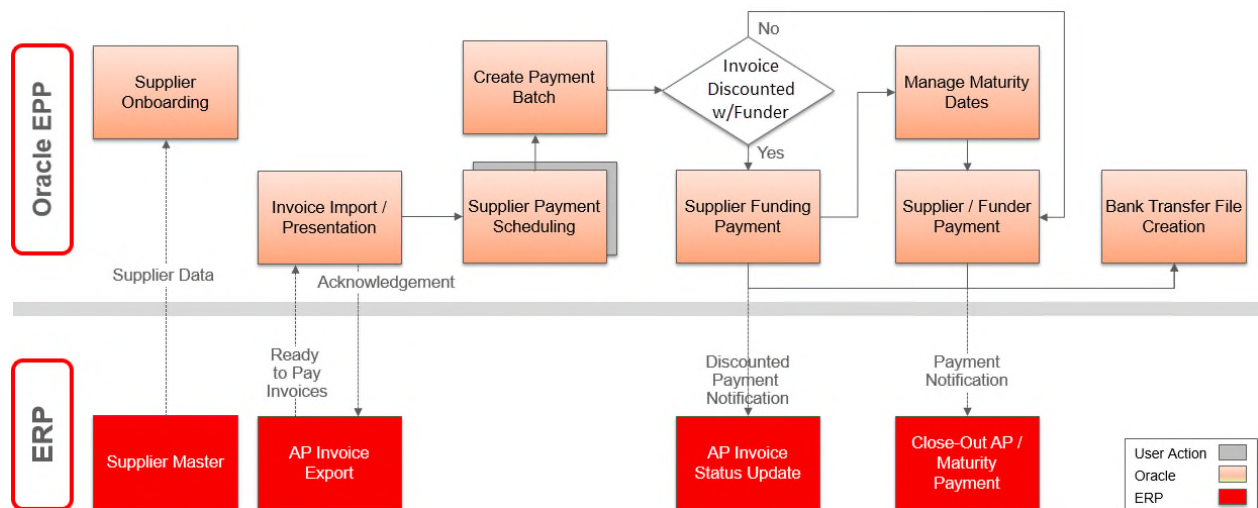 Oracle EPP
Supplier
Onboarding
Create Payment
Batch
No
Invoice
Discounted
w/Funder
Yes
Manage Maturity
Dates
Invoice Import /
Presentation
Supplier Payment
Scheduling
Supplier Funding
Payment
Supplier / Funder
Payment
Bank Transfer File
Creation
Supplier Data
Acknowledgement
ERP
Ready
to Pay
Invoices
Discounted
Payment
Notification
Payment
Notification
Supplier Master
AP Invoice
Export
AP Invoice
Status Update
Close-Out AP /
Maturity
Payment
User Action
Oracle
ERP